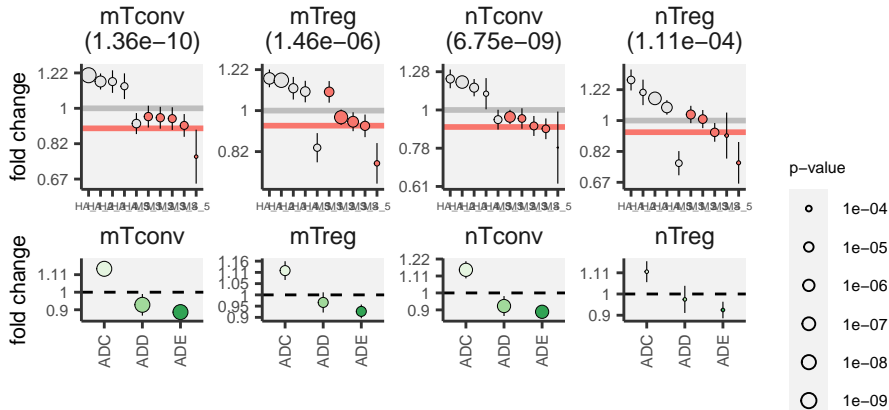 mTconv
(1.36e−10)
mTreg
(1.46e−06)
nTconv
(6.75e−09)
nTreg
(1.11e−04)
fold change
1.22
1
0.82
0.67
1.22
1
0.82
1.28
1
0.78
0.61
1.22
1
0.82
0.67
mTconv
mTreg
nTconv
nTreg
fold change
1.11
1
0.9
1.16
1.11
1.05
1
0.95
0.9
1.22
1.11
1
0.9
1.11
1
0.9
ADC
ADD
ADE
ADC
ADD
ADE
ADC
ADD
ADE
ADC
ADD
ADE
p−value
1e−04
1e−05
1e−06
1e−07
1e−08
1e−09